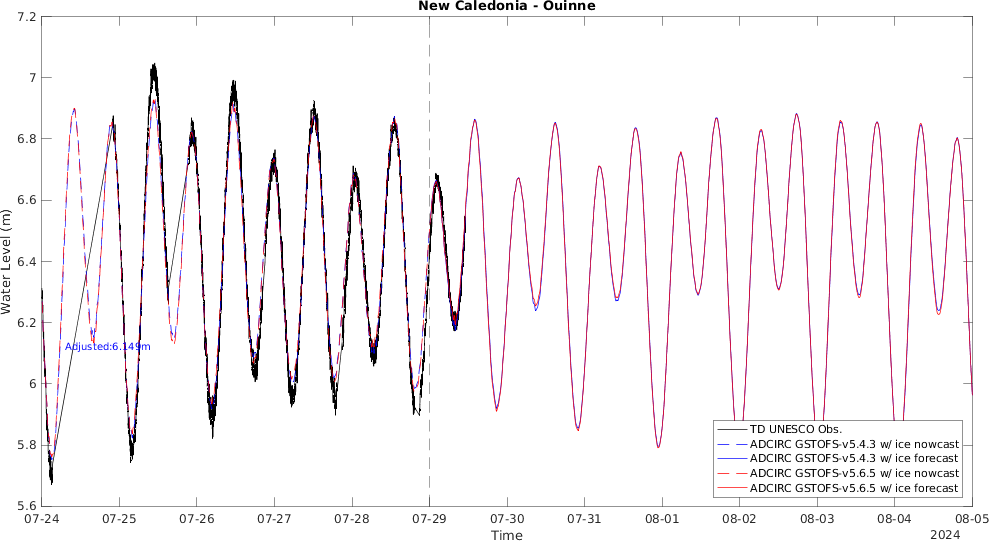 New Caledonia - Ouinne
7.2
7
6.8
6.6
6.4
6.2
6
5.8
5.6
Water Level (m)
Adjusted:6.149m
TD UNESCO Obs.
ADCIRC GSTOFS-v5.4.3 w/ ice nowcast
ADCIRC GSTOFS-v5.4.3 w/ ice forecast
ADCIRC GSTOFS-v5.6.5 w/ ice nowcast
ADCIRC GSTOFS-v5.6.5 w/ ice forecast
07-24 07-25 07-26 07-27 07-28 07-29 07-30 07-31 08-01 08-02 08-03 08-04 08-05
Time
2024